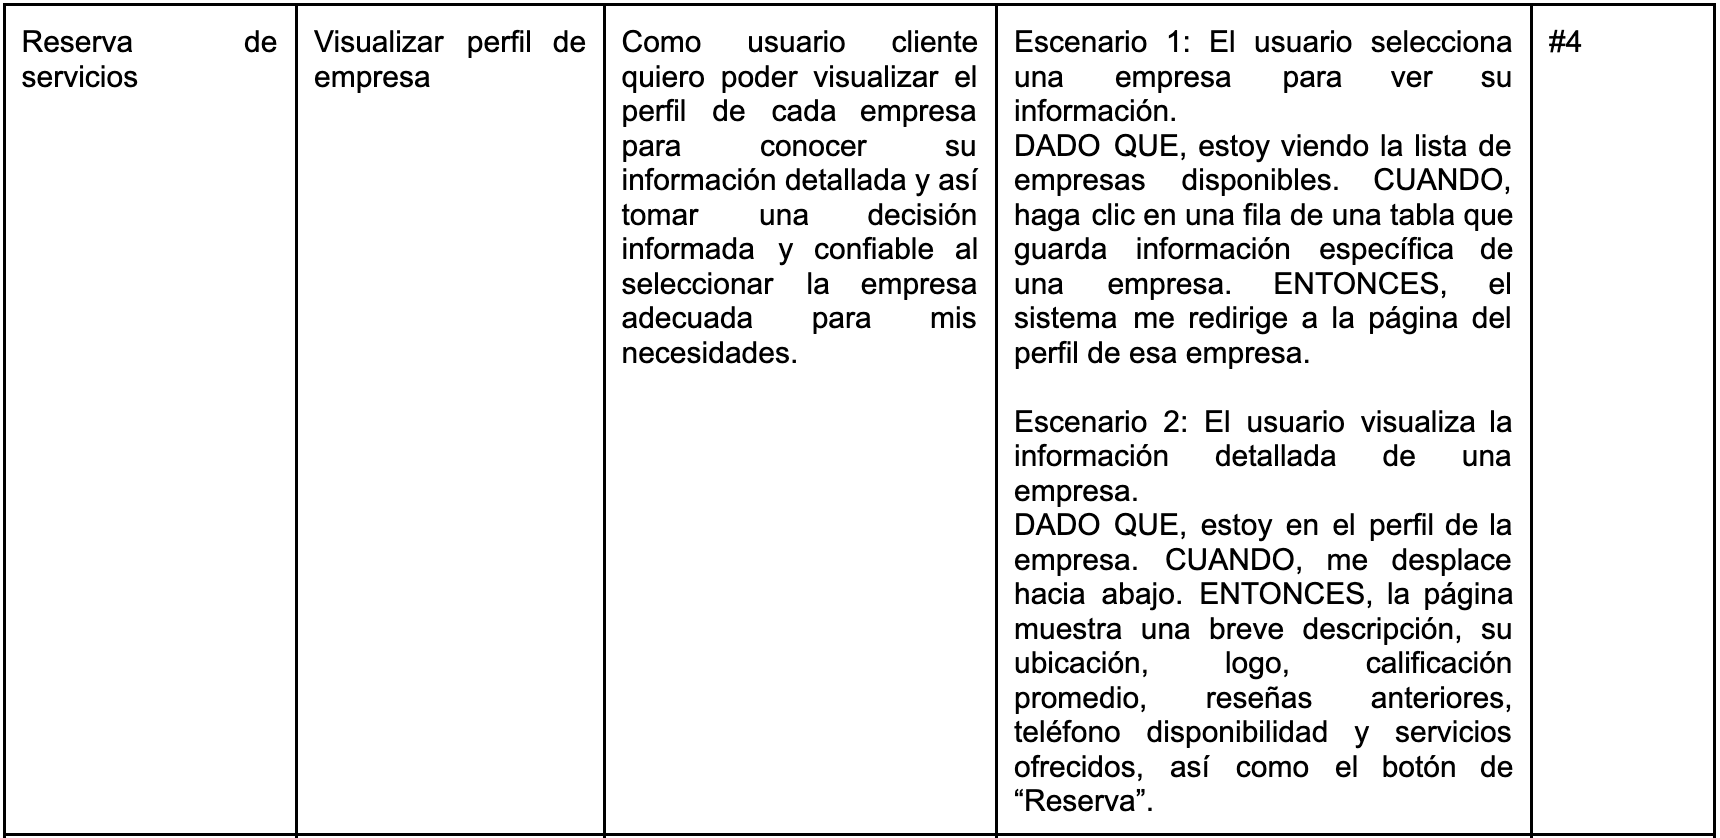 Reserva de
servicios
Visualizar perfil de
empresa
Como usuario cliente
quiero poder visualizar el
perfil de cada empresa
para conocer su
información detallada y así
tomar una decisión
informada y confiable al
seleccionar la empresa
adecuada para mis
necesidades.
Escenario 1: El usuario selecciona
una empresa para ver su
información.
DADO QUE, estoy viendo la lista de
empresas disponibles. CUANDO,
haga clic en una fila de una tabla que
guarda información específica de
una empresa. ENTONCES, el
sistema me redirige a la página del
perfil de esa empresa.
Escenario 2: El usuario visualiza la
información detallada de una
empresa.
DADO QUE, estoy en el perfil de la
empresa. CUANDO, me desplace
hacia abajo. ENTONCES, la página
muestra una breve descripción, su
ubicación, logo, calificación
promedio, reseñas anteriores,
teléfono disponibilidad y servicios
ofrecidos, así como el botón de
“Reserva”.
#4